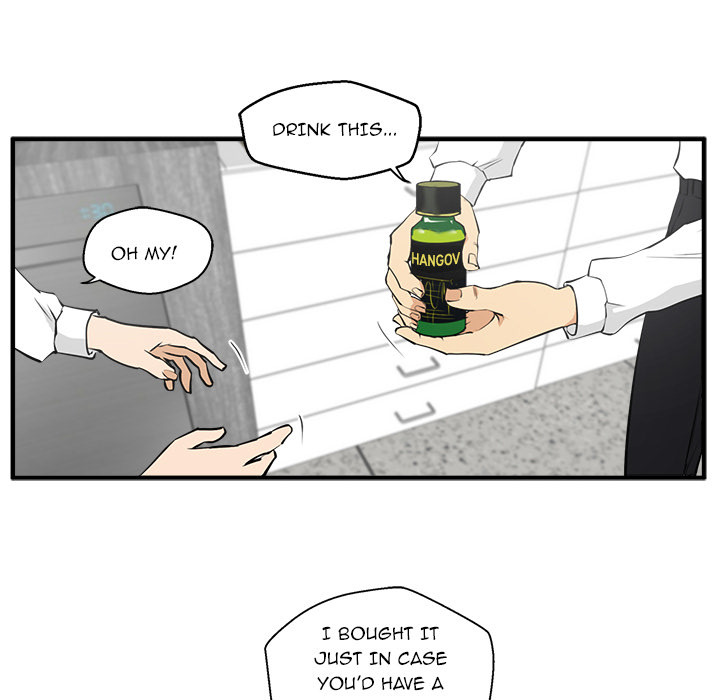 DRINK THIS...
OH MY!
HANGOV
I BOUGHT IT
JUST IN CASE
YOU'D HAVE A